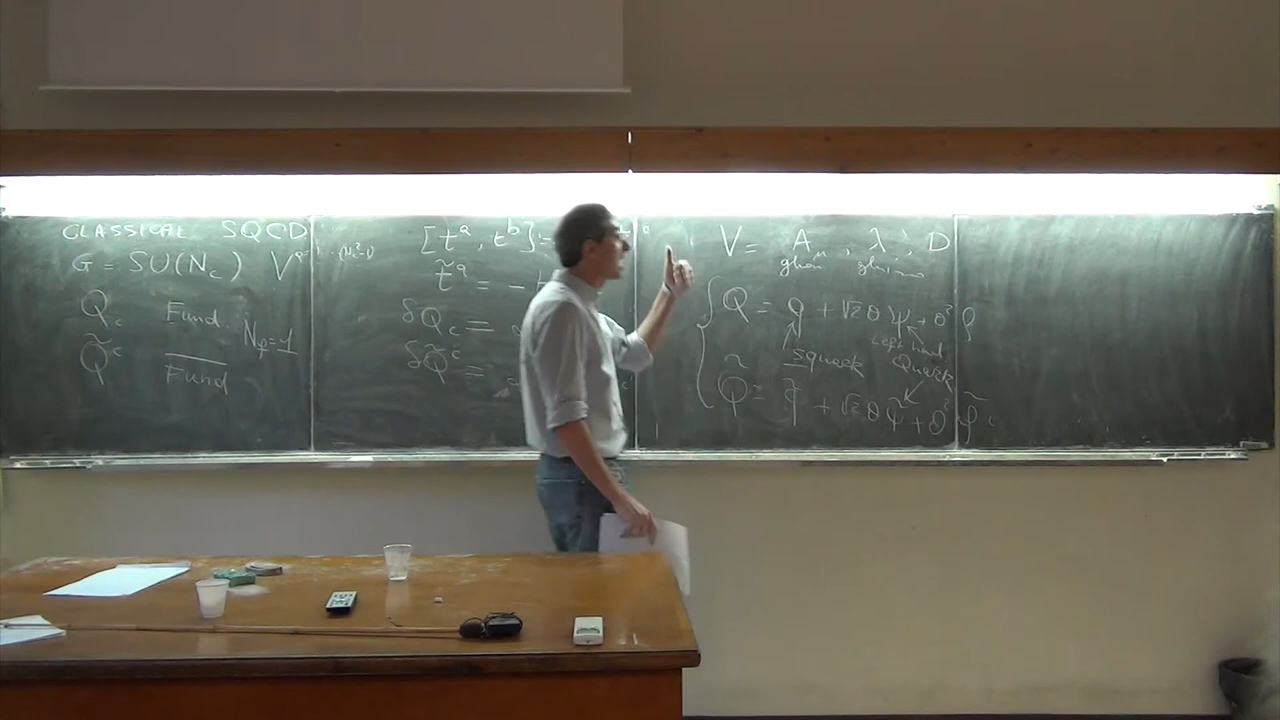 CLASSICAL SQCD
G = SU(N_c) V
Q_c Fund.
N_f = 1
Q̃^c \overline{Fund}
[t^a, t^b] =
t̃^a = - t
δQ_c =
δQ̃^c =
V = A_μ, λ, D
gluon gluino
Q = q + √2 θ ψ + θ²
squark Left hand Quark
Q̃ = q̃ + √2 θ ψ̃ + θ²